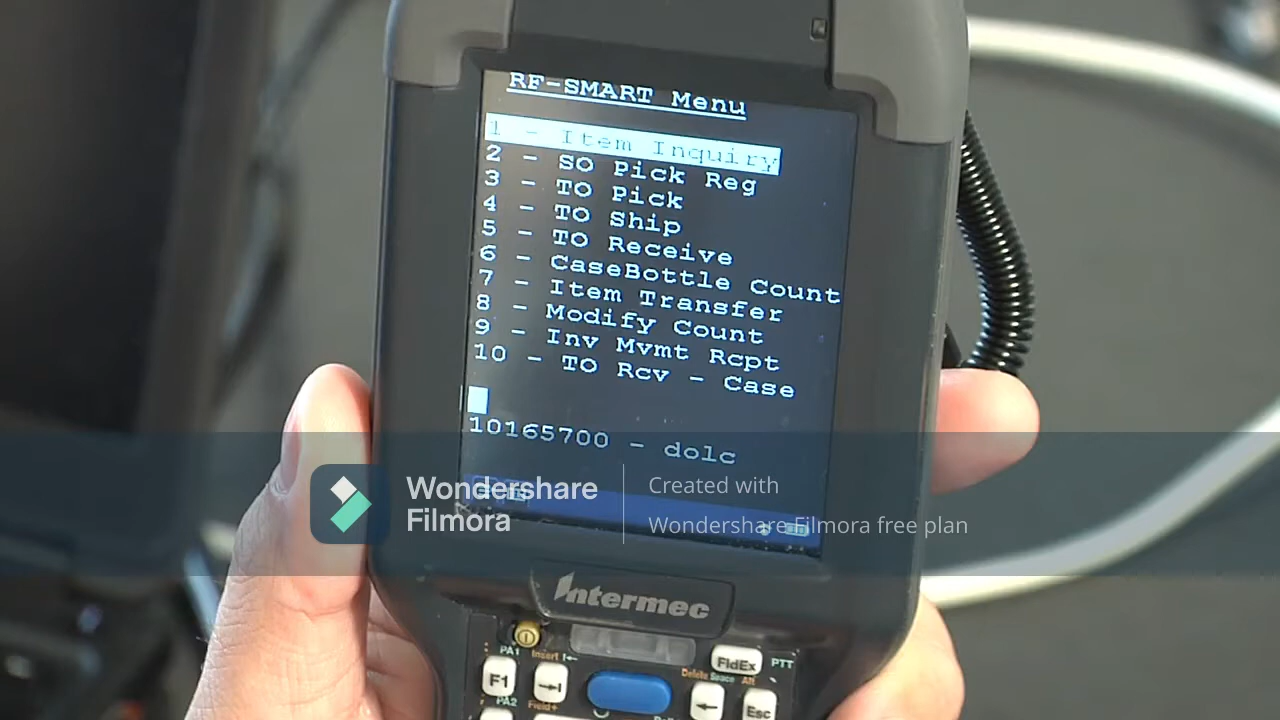 RF-SMART Menu
1 - Item Inquiry
2 - SO Pick Reg
3 - TO Pick
4 - TO Ship
5 - TO Receive
6 - CaseBottle Count
7 - Item Transfer
8 - Modify Count
9 - Inv Mvmt Rcpt
10 - TO Rcv - Case
10165700 - dolc
Wondershare
Filmora
Created with
Wondershare Filmora free plan
Intermec
PA1
Insert
FldEx
PTT
F1
Delete Space Alt
Esc
PA2
Field+